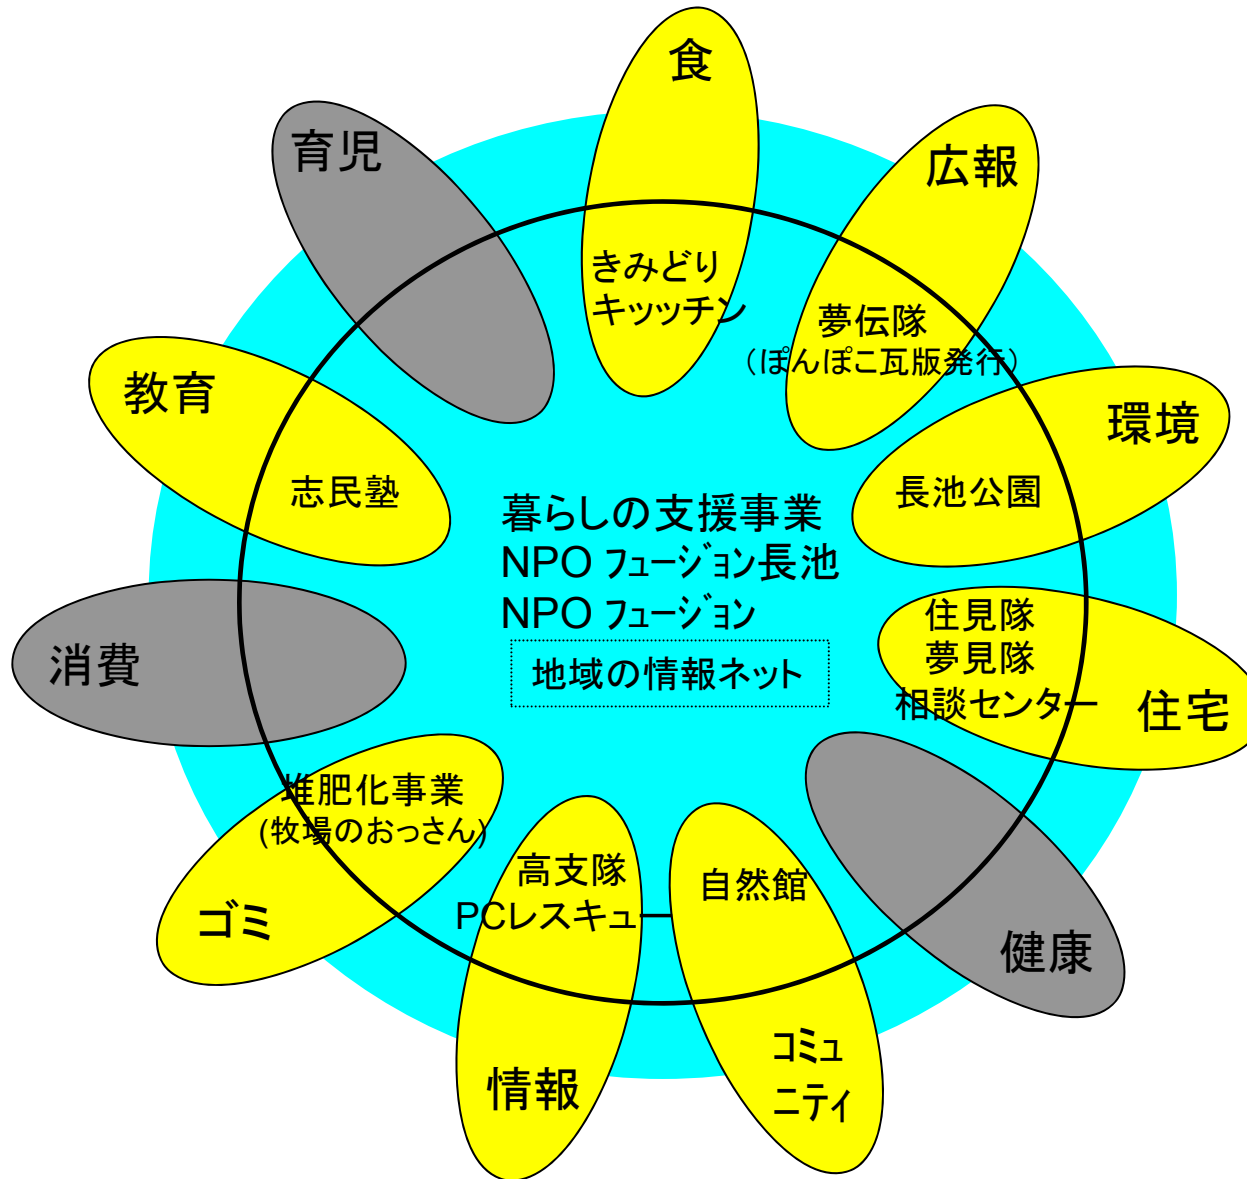 食
きみどり
キッッチン
広報
夢伝隊
（ぽんぽこ瓦版発行）
環境
長池公園
住見隊
夢見隊
相談センター
住宅
健康
自然館
コミュ
ニティ
高支隊
PCレスキュー
情報
堆肥化事業
(牧場のおっさん)
ゴミ
消費
教育
志民塾
育児
暮らしの支援事業
NPO フュージョン長池
NPO フュージョン
地域の情報ネット